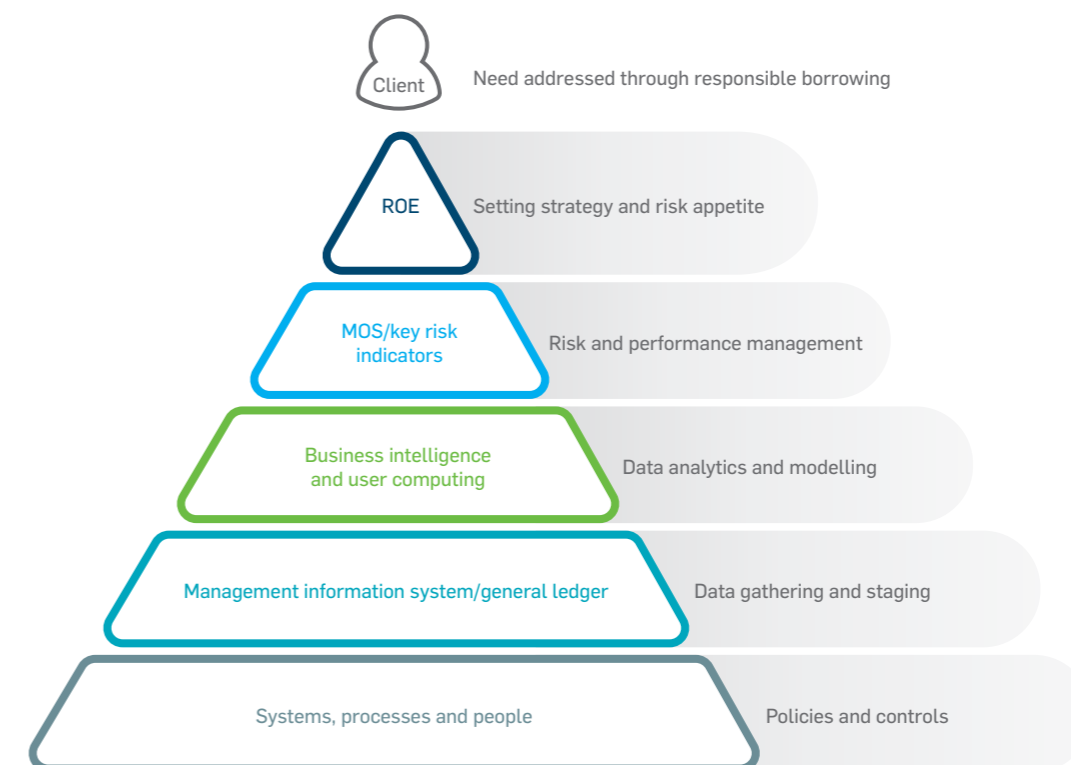 Client
Need addressed through responsible borrowing
ROE
Setting strategy and risk appetite
MOS/key risk
indicators
Risk and performance management
Business intelligence
and user computing
Data analytics and modelling
Management information system/general ledger
Data gathering and staging
Systems, processes and people
Policies and controls